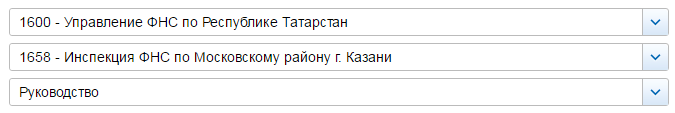 1600 - Управление ФНС по Республике Татарстан
1658 - Инспекция ФНС по Московскому району г. Казани
Руководство